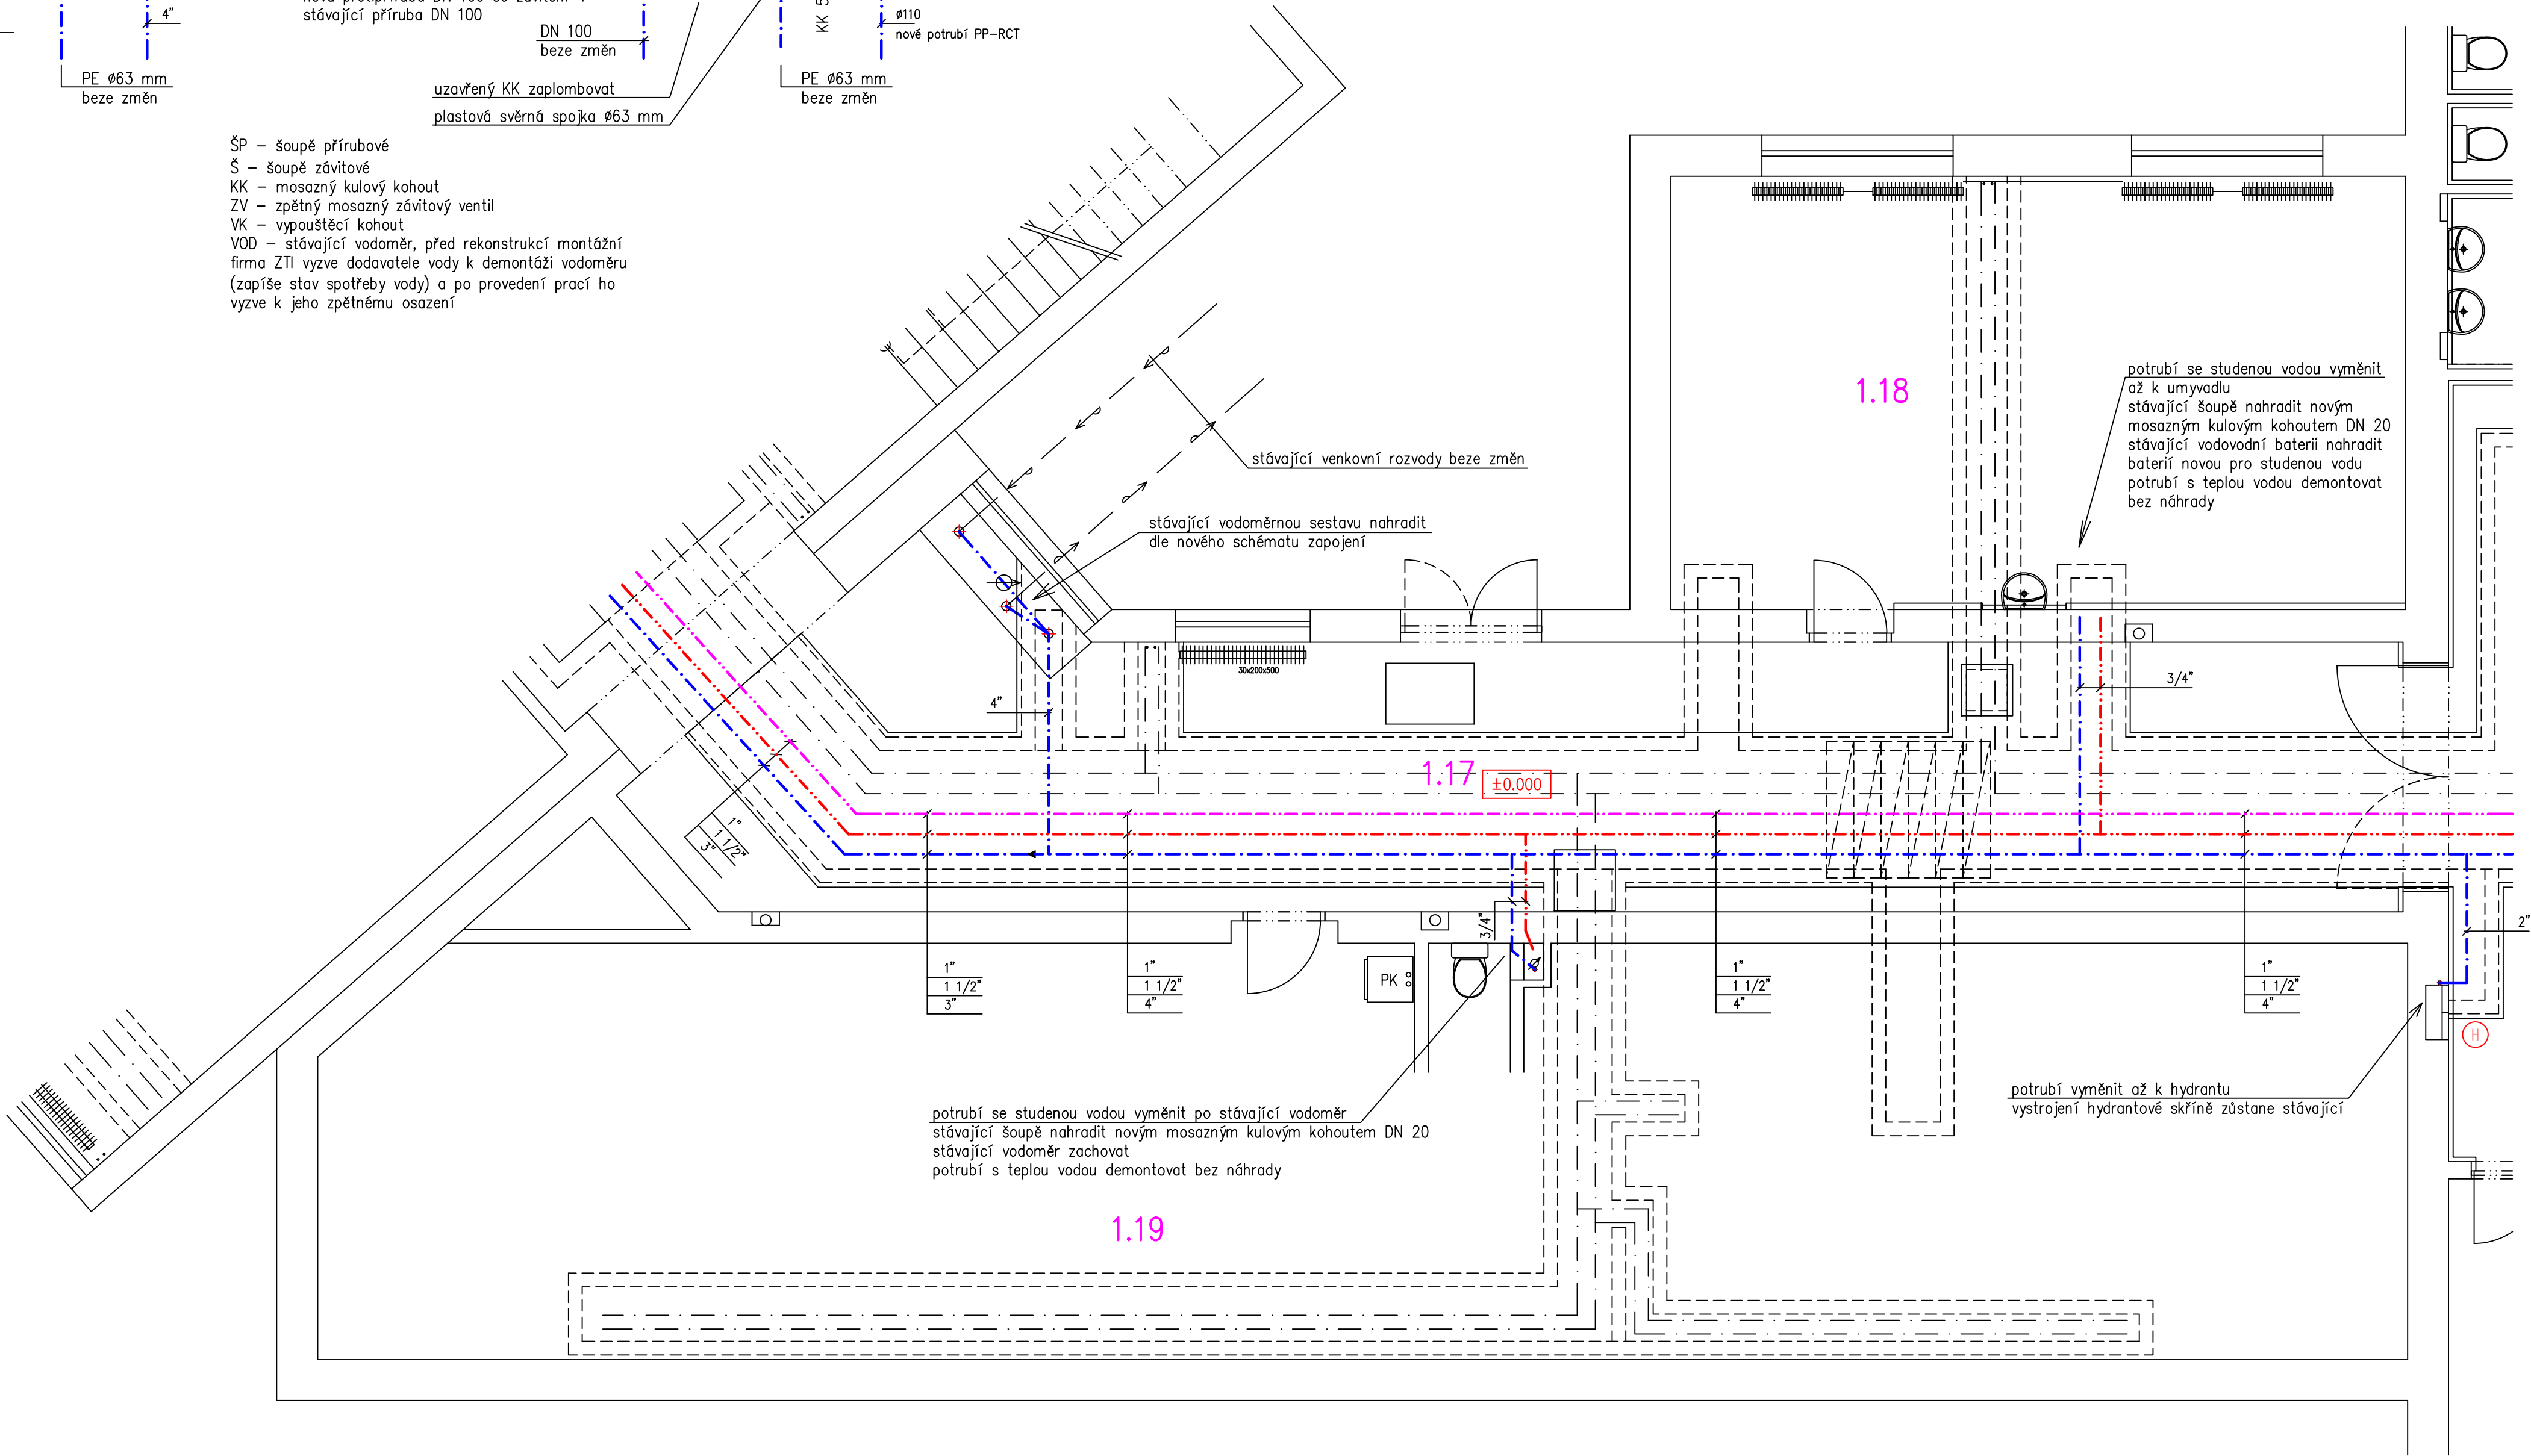 4"
stávající příruba DN 100
DN 100
beze změn
KK 5
ø110
nové potrubí PP-RCT
PE ø63 mm
beze změn
uzavřený KK zaplombovat
plastová svěrná spojka ø63 mm
PE ø63 mm
beze změn
ŠP – šoupě přírubové
Š – šoupě závitové
KK – mosazný kulový kohout
ZV – zpětný mosazný závitový ventil
VK – vypouštěcí kohout
VOD – stávající vodoměr, před rekonstrukcí montážní
firma ZTI vyzve dodavatele vody k demontáži vodoměru
(zapíše stav spotřeby vody) a po provedení prací ho
vyzve k jeho zpětnému osazení
1.18
potrubí se studenou vodou vyměnit
až k umyvadlu
stávající šoupě nahradit novým
mosazným kulovým kohoutem DN 20
stávající vodovodní baterii nahradit
baterií novou pro studenou vodu
potrubí s teplou vodou demontovat
bez náhrady
stávající venkovní rozvody beze změn
stávající vodoměrnou sestavu nahradit
dle nového schématu zapojení
30x200x500
4"
3/4"
1.17
±0.000
1"
1 1/2"
3"
3/4"
2"
1"
1 1/2"
3"
1"
1 1/2"
4"
PK
1"
1 1/2"
4"
1"
1 1/2"
4"
H
potrubí se studenou vodou vyměnit po stávající vodoměr
stávající šoupě nahradit novým mosazným kulovým kohoutem DN 20
stávající vodoměr zachovat
potrubí s teplou vodou demontovat bez náhrady
potrubí vyměnit až k hydrantu
vystrojení hydrantové skříně zůstane stávající
1.19